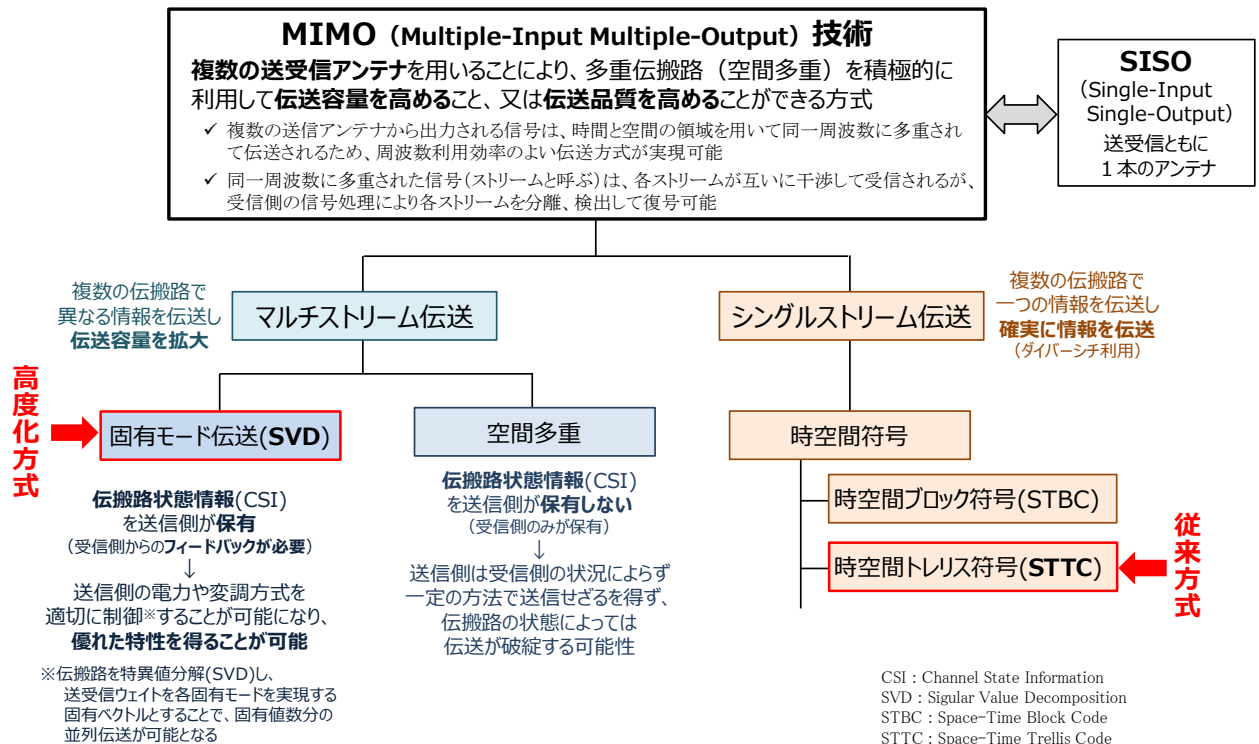 MIMO（Multiple-Input Multiple-Output）技術
複数の送受信アンテナを用いることにより、多重伝搬路（空間多重）を積極的に
利用して伝送容量を高めること、又は伝送品質を高めることができる方式
✓ 複数の送信アンテナから出力される信号は、時間と空間の領域を用いて同一周波数に多重され
て伝送されるため、周波数利用効率のよい伝送方式が実現可能
✓ 同一周波数に多重された信号(ストリームと呼ぶ)は、各ストリームが互いに干渉して受信されるが、
受信側の信号処理により各ストリームを分離、検出して復号可能
SISO
（Single-Input
Single-Output）
送受信ともに
１本のアンテナ
複数の伝搬路で
異なる情報を伝送し
伝送容量を拡大
マルチストリーム伝送
シングルストリーム伝送
複数の伝搬路で
一つの情報を伝送し
確実に情報を伝送
（ダイバーシチ利用）
高度化方式
固有モード伝送(SVD)
空間多重
時空間符号
伝搬路状態情報(CSI)
を送信側が保有
（受信側からのフィードバックが必要）
↓
送信側の電力や変調方式を
適切に制御※することが可能になり、
優れた特性を得ることが可能
※伝搬路を特異値分解(SVD)し、
送受信ウェイトを各固有モードを実現する
固有ベクトルとすることで、固有値数分の
並列伝送が可能となる
伝搬路状態情報(CSI)
を送信側が保有しない
（受信側のみが保有）
↓
送信側は受信側の状況によらず
一定の方法で送信せざるを得ず、
伝搬路の状態によっては
伝送が破綻する可能性
時空間ブロック符号(STBC)
時空間トレリス符号(STTC)
従来方式
CSI : Channel State Information
SVD : Sigular Value Decomposition
STBC : Space-Time Block Code
STTC : Space-Time Trellis Code